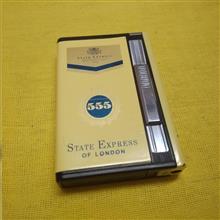 STATE EXPRESS
555
STATE EXPRESS
OF LONDON